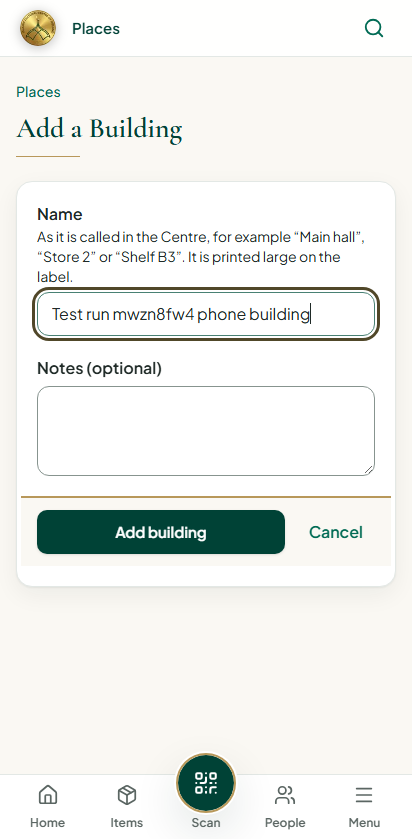 Places
Places
Add a Building
Name
As it is called in the Centre, for example “Main hall”,
“Store 2” or “Shelf B3”. It is printed large on the
label.
Test run mwzn8fw4 phone building
Notes (optional)
Add building
Cancel
Home
Items
Scan
People
Menu